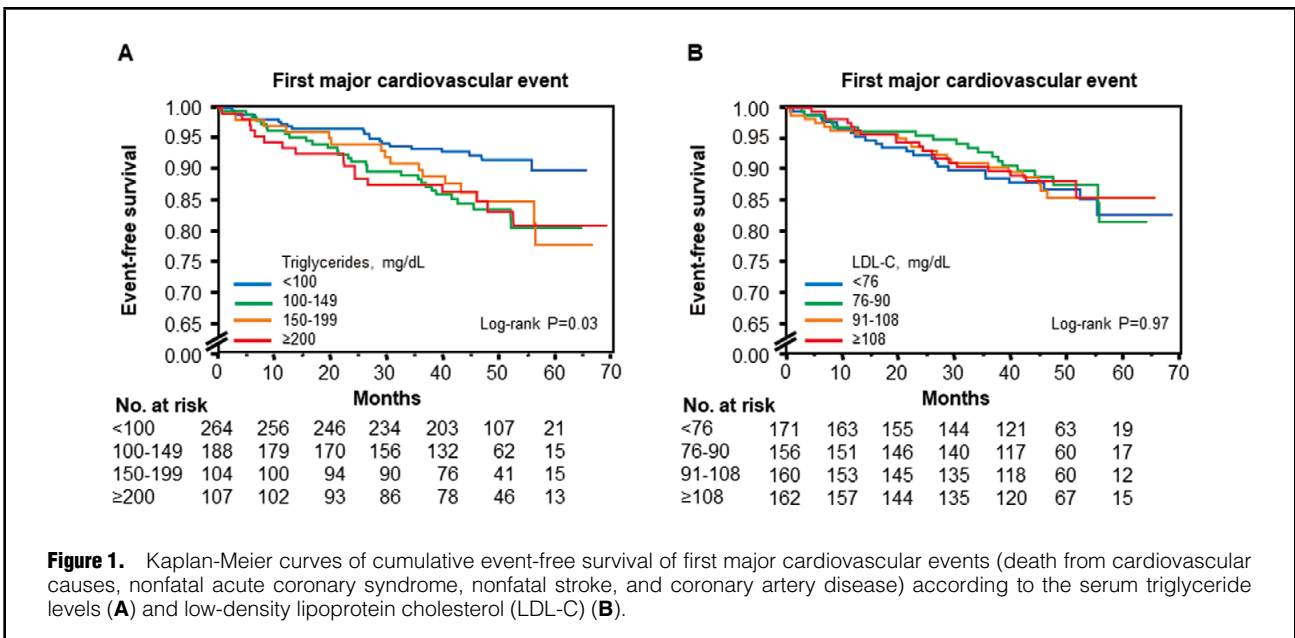 A
First major cardiovascular event
1.00
0.95
0.90
0.85
0.80
0.75
0.70
0.65
0.00
Event-free survival
Triglycerides, mg/dL
<100
100-149
150-199
≥200
Log-rank P=0.03
0 10 20 30 40 50 60 70
Months
No. at risk
<100 264 256 246 234 203 107 21
100-149 188 179 170 156 132 62 15
150-199 104 100 94 90 76 41 15
≥200 107 102 93 86 78 46 13
B
First major cardiovascular event
1.00
0.95
0.90
0.85
0.80
0.75
0.70
0.65
0.00
Event-free survival
LDL-C, mg/dL
<76
76-90
91-108
≥108
Log-rank P=0.97
0 10 20 30 40 50 60 70
Months
No. at risk
<76 171 163 155 144 121 63 19
76-90 156 151 146 140 117 60 17
91-108 160 153 145 135 118 60 12
≥108 162 157 144 135 120 67 15
Figure 1. Kaplan-Meier curves of cumulative event-free survival of first major cardiovascular events (death from cardiovascular
causes, nonfatal acute coronary syndrome, nonfatal stroke, and coronary artery disease) according to the serum triglyceride
levels (A) and low-density lipoprotein cholesterol (LDL-C) (B).